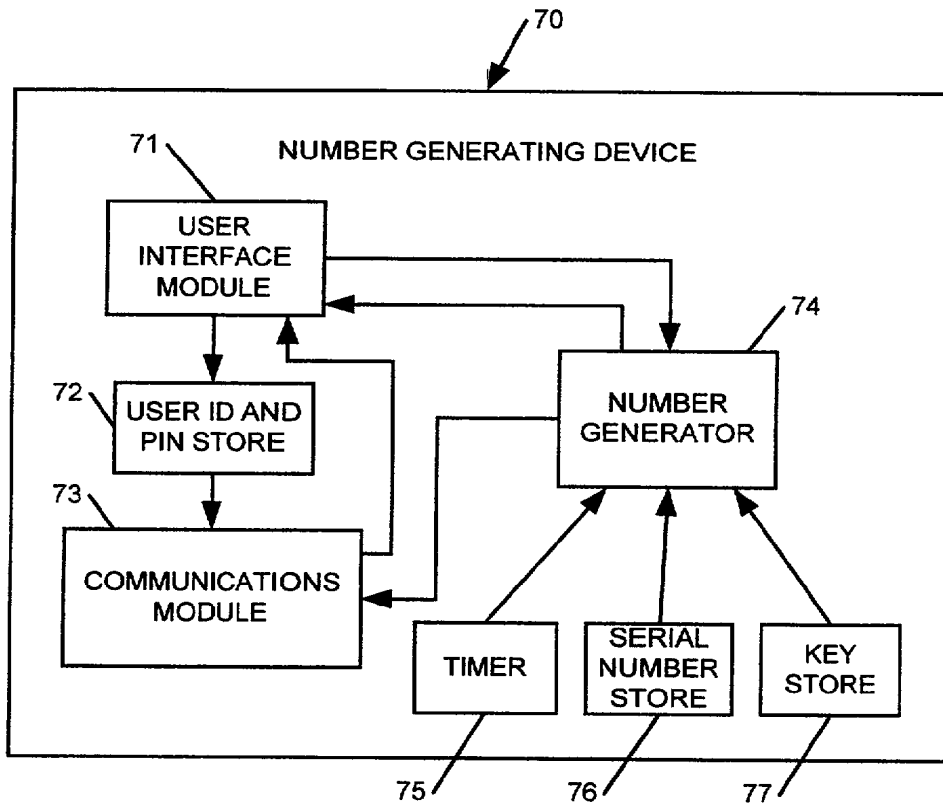 70
NUMBER GENERATING DEVICE
71
USER
INTERFACE
MODULE
74
NUMBER
GENERATOR
72
USER ID AND
PIN STORE
73
COMMUNICATIONS
MODULE
TIMER
SERIAL
NUMBER
STORE
KEY
STORE
75
76
77